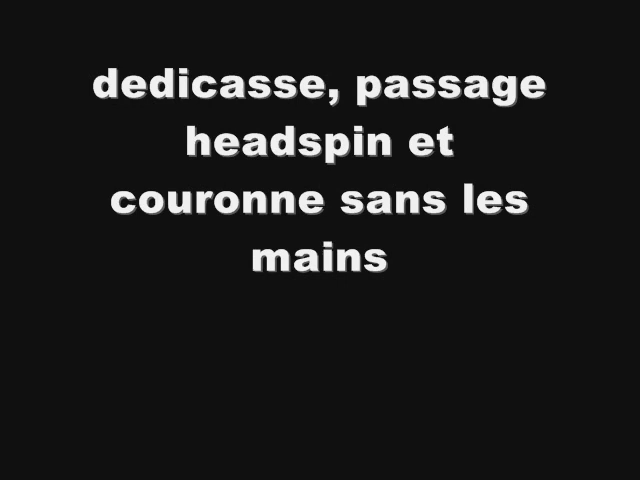 dedicasse, passage
headspin et
couronne sans les
mains